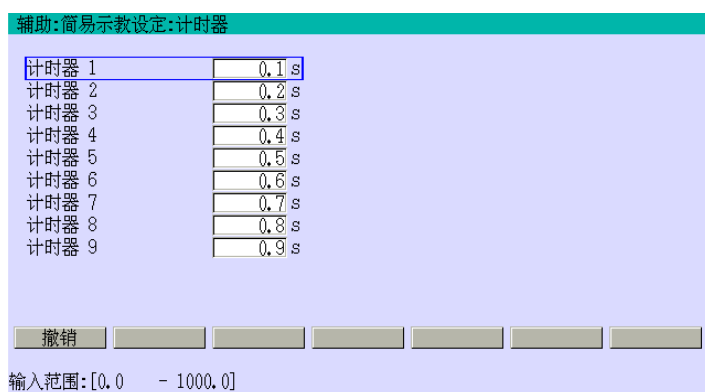 辅助:简易示教设定:计时器
计时器 1 0.1 s
计时器 2 0.2 s
计时器 3 0.3 s
计时器 4 0.4 s
计时器 5 0.5 s
计时器 6 0.6 s
计时器 7 0.7 s
计时器 8 0.8 s
计时器 9 0.9 s
撤销
输入范围:[0.0 - 1000.0]